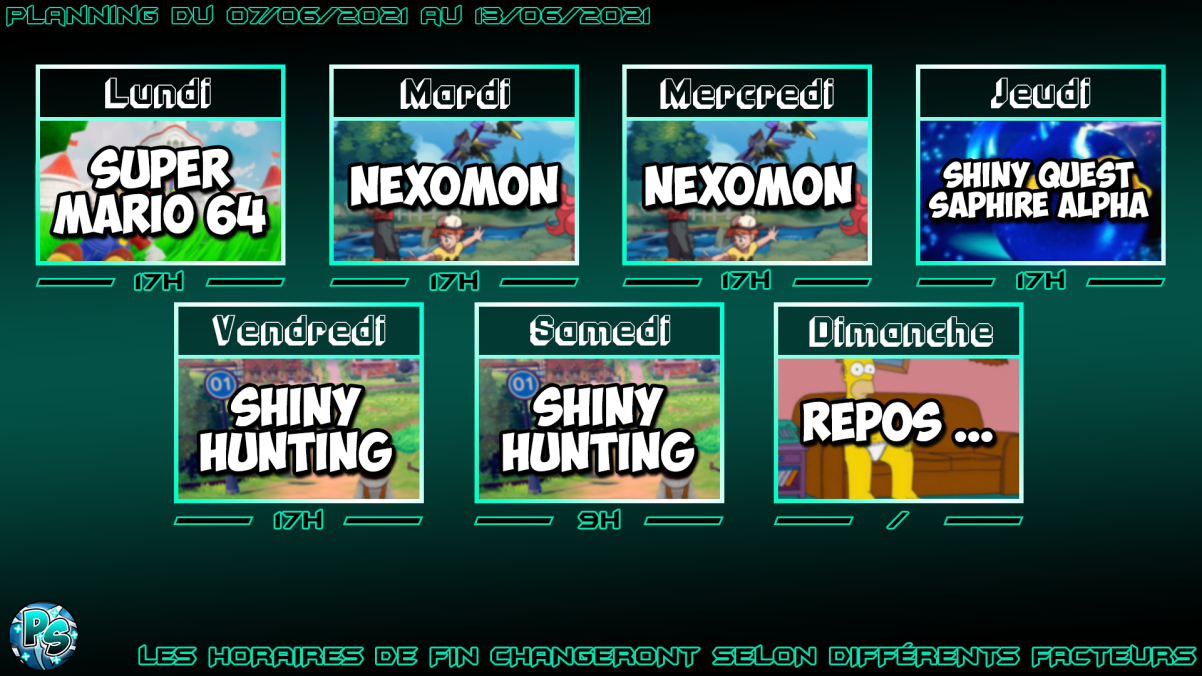 PLANNING DU 07/06/2021 AU 13/06/2021
Lundi
SUPER
MARIO 64
17H
Mardi
NEXOMON
17H
Mercredi
NEXOMON
17H
Jeudi
SHINY QUEST
SAPHIRE ALPHA
17H
Vendredi
01
SHINY
HUNTING
17H
Samedi
01
SHINY
HUNTING
9H
Dimanche
REPOS ...
/
PS
LES HORAIRES DE FIN CHANGERONT SELON DIFFÉRENTS FACTEURS